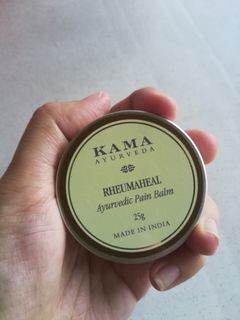 KAMA
AYURVEDA
RHEUMAHEAL
Ayurvedic Pain Balm
25g
MADE IN INDIA